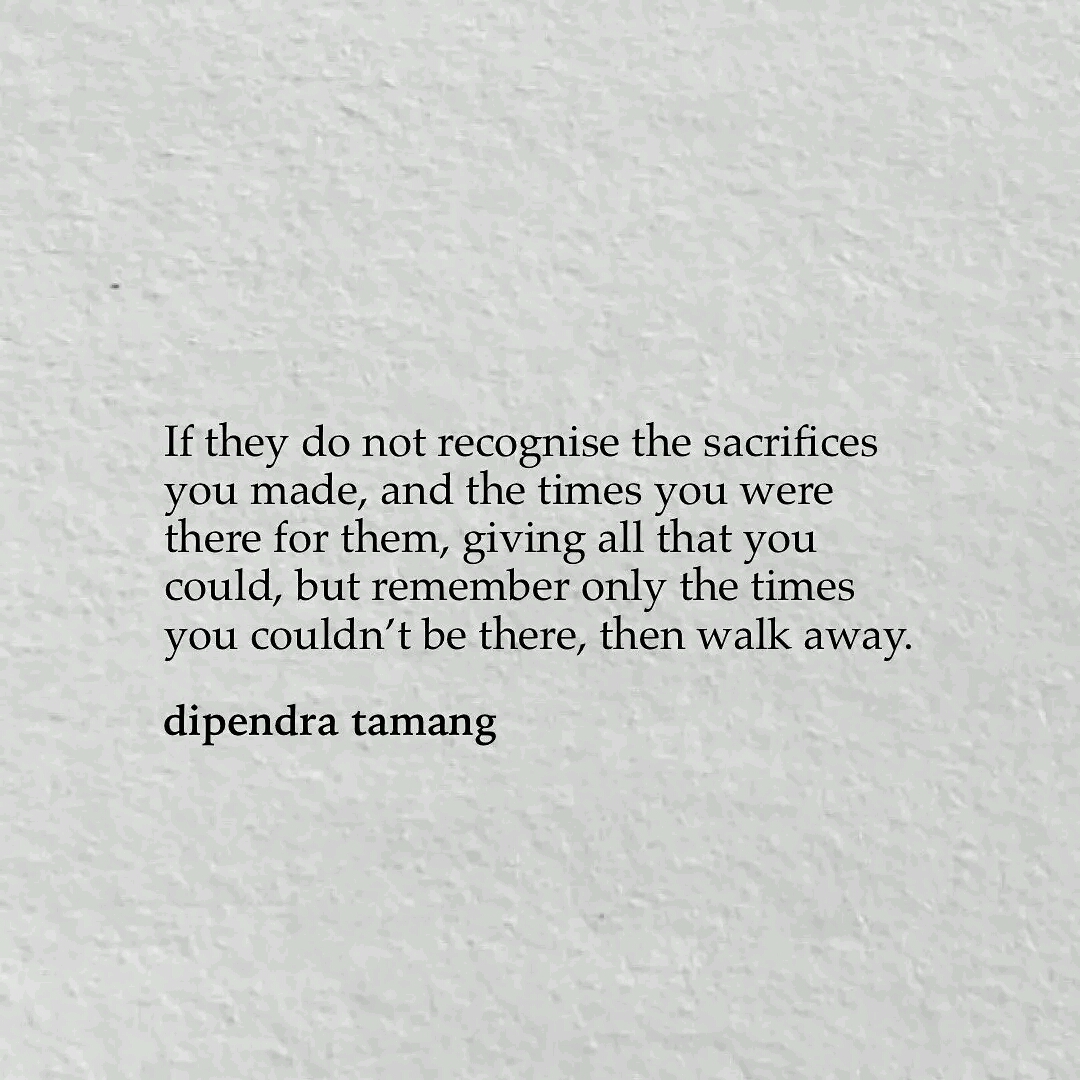 If they do not recognise the sacrifices
you made, and the times you were
there for them, giving all that you
could, but remember only the times
you couldn’t be there, then walk away.
dipendra tamang